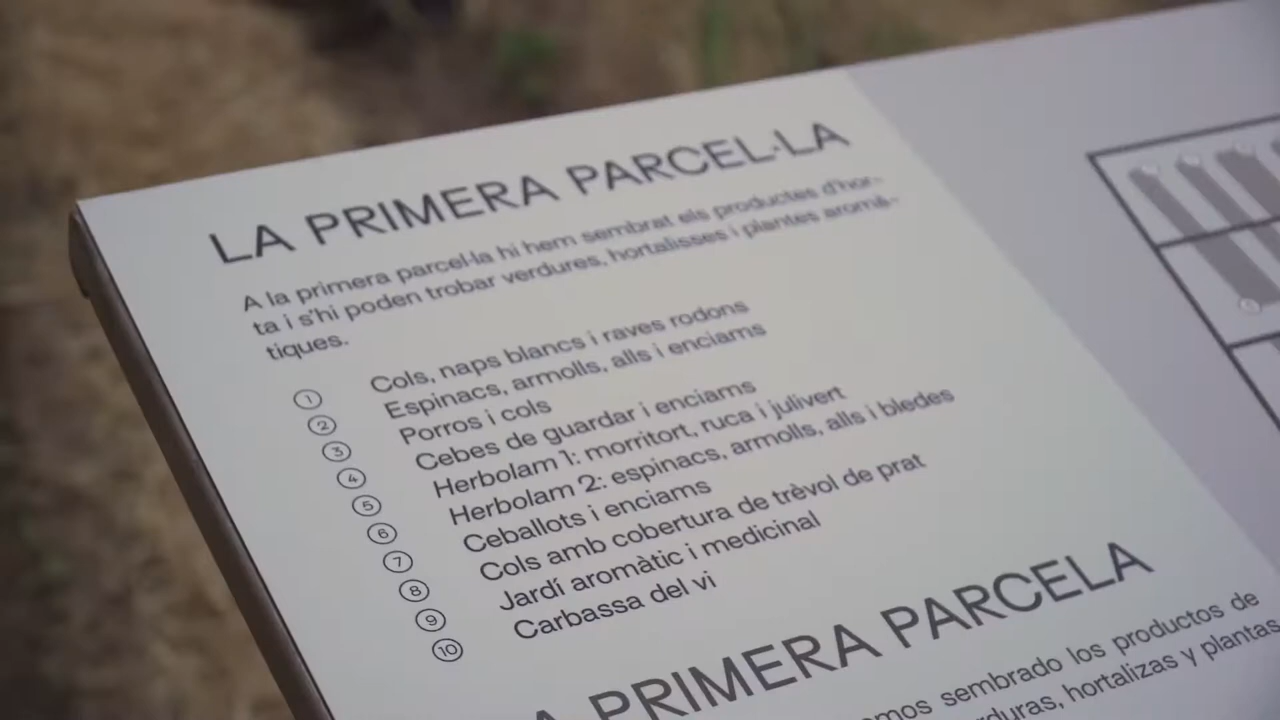 LA PRIMERA PARCEL·LA
A la primera parcel·la hi hem sembrat els productes d'hor-
ta i s'hi poden trobar verdures, hortalisses i plantes aromà-
tiques.
1 Cols, naps blancs i raves rodons
2 Espinacs, armolls, alls i enciams
3 Porros i cols
4 Cebes de guardar i enciams
5 Herbolam 1: morritort, ruca i julivert
6 Herbolam 2: espinacs, armolls, alls i bledes
7 Ceballots i enciams
8 Cols amb cobertura de trèvol de prat
9 Jardí aromàtic i medicinal
10 Carbassa del vi
A PRIMERA PARCELA
emos sembrado los productos de
rduras, hortalizas y plantas